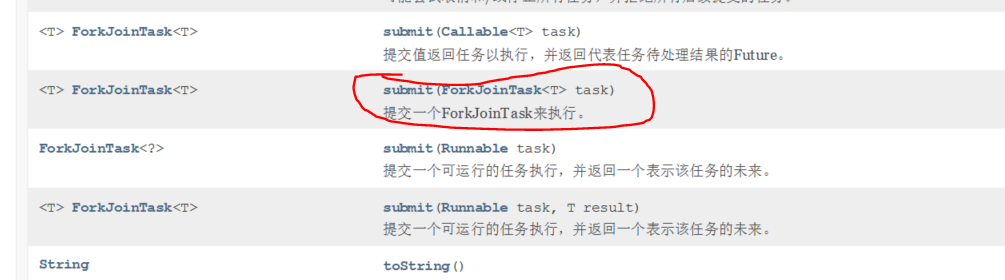 <T> ForkJoinTask<T> submit(Callable<T> task)
提交值返回任务以执行，并返回代表任务待处理结果的Future。
<T> ForkJoinTask<T> submit(ForkJoinTask<T> task)
提交一个ForkJoinTask来执行。
ForkJoinTask<?> submit(Runnable task)
提交一个可运行的任务执行，并返回一个表示该任务的未来。
<T> ForkJoinTask<T> submit(Runnable task, T result)
提交一个可运行的任务执行，并返回一个表示该任务的未来。
String toString()